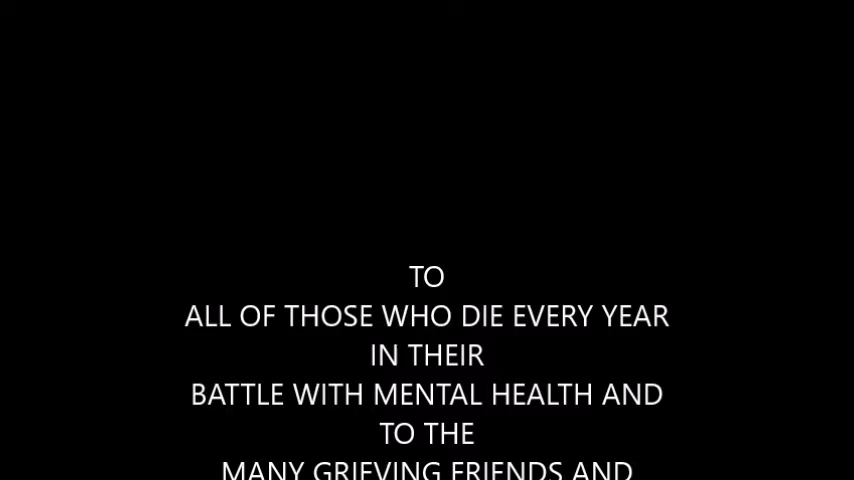 TO
ALL OF THOSE WHO DIE EVERY YEAR
IN THEIR
BATTLE WITH MENTAL HEALTH AND
TO THE
MANY GRIEVING FRIENDS AND